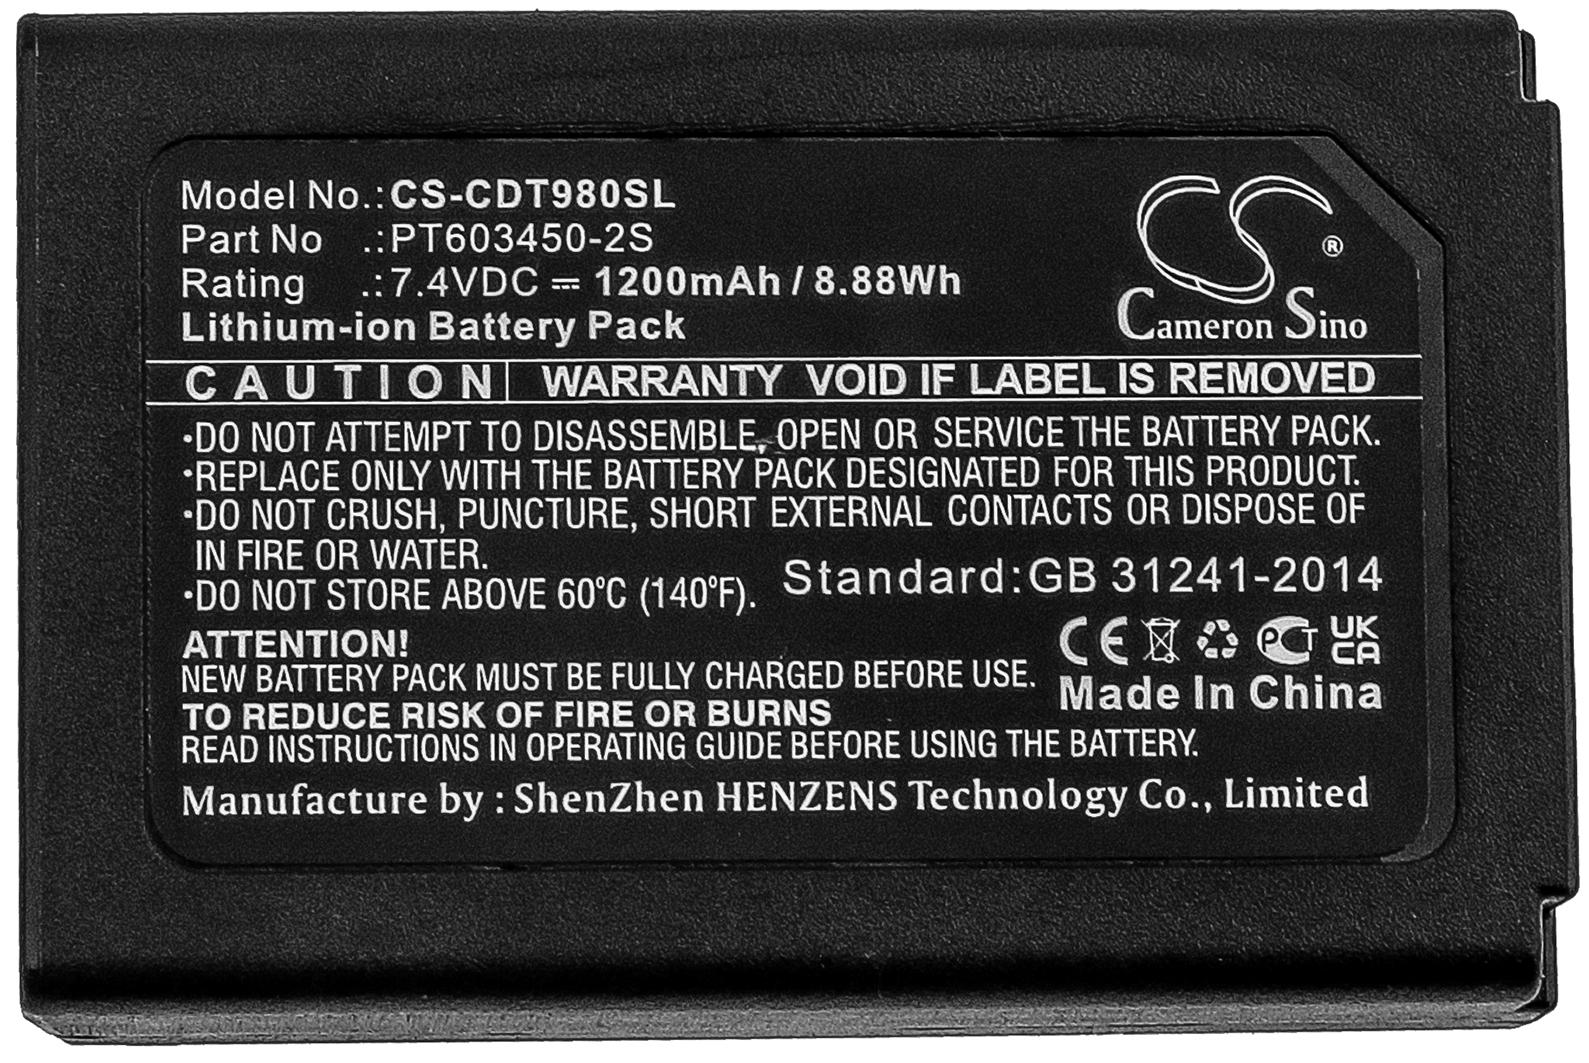 Model No.:CS-CDT980SL
Part No .:PT603450-2S
Rating .:7.4VDC ⎓ 1200mAh / 8.88Wh
Lithium-ion Battery Pack
CS®
Cameron Sino
CAUTION| WARRANTY VOID IF LABEL IS REMOVED
·DO NOT ATTEMPT TO DISASSEMBLE, OPEN OR SERVICE THE BATTERY PACK.
·REPLACE ONLY WITH THE BATTERY PACK DESIGNATED FOR THIS PRODUCT.
·DO NOT CRUSH, PUNCTURE, SHORT EXTERNAL CONTACTS OR DISPOSE OF
IN FIRE OR WATER.
·DO NOT STORE ABOVE 60°C (140°F).
Standard:GB 31241-2014
ATTENTION!
NEW BATTERY PACK MUST BE FULLY CHARGED BEFORE USE.
CE PCT UK
CA
Made In China
TO REDUCE RISK OF FIRE OR BURNS
READ INSTRUCTIONS IN OPERATING GUIDE BEFORE USING THE BATTERY.
Manufacture by : ShenZhen HENZENS Technology Co., Limited